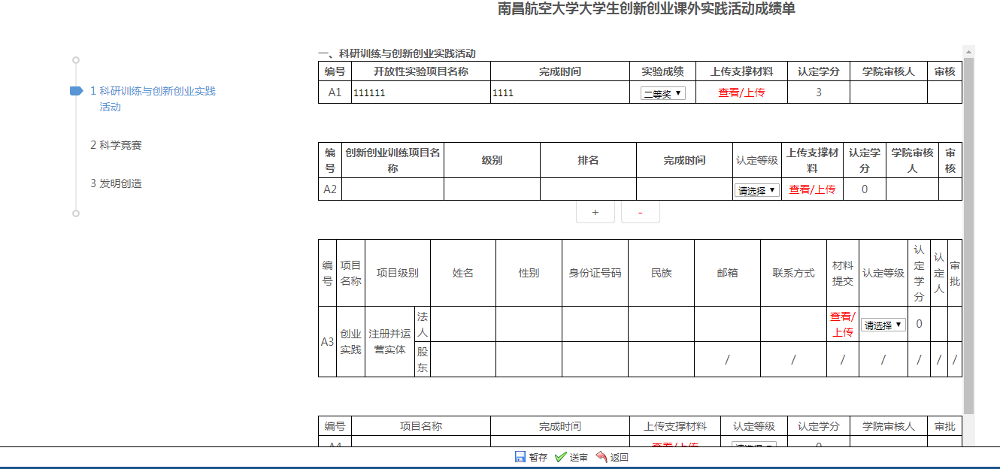 南昌航空大学大学生创新创业课外实践活动成绩单
1 科研训练与创新创业实践
活动
2 科学竞赛
3 发明创造
一、科研训练与创新创业实践活动
编号 开放性实验项目名称 完成时间 实验成绩 上传支撑材料 认定学分 学院审核人 审核
A1 111111 1111 二等奖 查看/上传 3
编 创新创业训练项目名 级别 排名 完成时间 认定等级 上传支撑材 认定学 学院审核 审
号 称 料 分 人 核
A2 请选择 查看/上传 0
+ -
编 项目 项目级别 姓名 性别 身份证号码 民族 邮箱 联系方式 材料 认定等级 认 认 审
号 名称 提交 定 定 批
学 人
分
A3 创业 注册并运 法 查看/ 请选择 0
实践 营实体 人 上传
股 / / / / / / /
东
编号 项目名称 完成时间 上传支撑材料 认定等级 认定学分 学院审核人 审批
A4 查看/上传 请选择 0
暂存 送审 返回